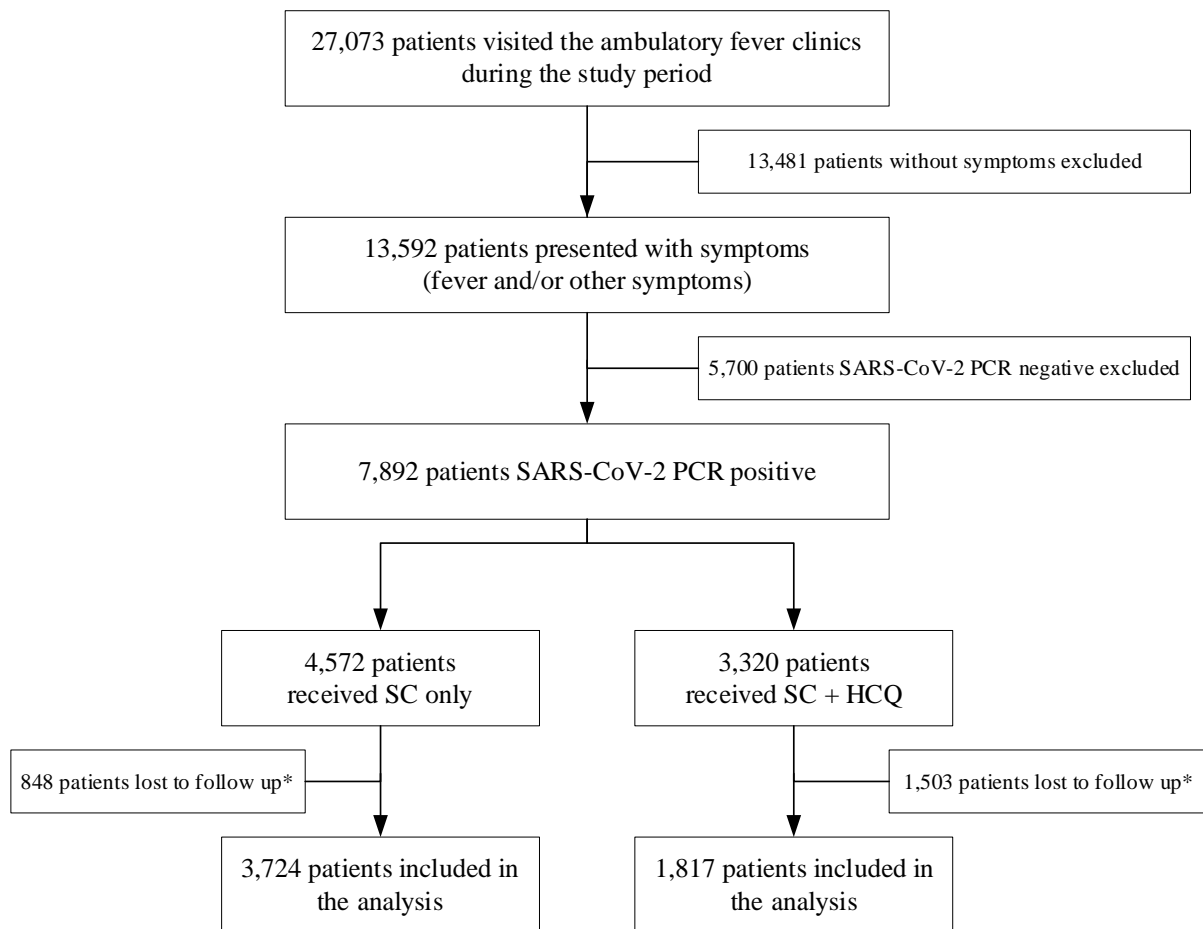 27,073 patients visited the ambulatory fever clinics
during the study period
13,481 patients without symptoms excluded
13,592 patients presented with symptoms
(fever and/or other symptoms)
5,700 patients SARS-CoV-2 PCR negative excluded
7,892 patients SARS-CoV-2 PCR positive
4,572 patients
received SC only
3,320 patients
received SC + HCQ
848 patients lost to follow up*
1,503 patients lost to follow up*
3,724 patients included in
the analysis
1,817 patients included in
the analysis